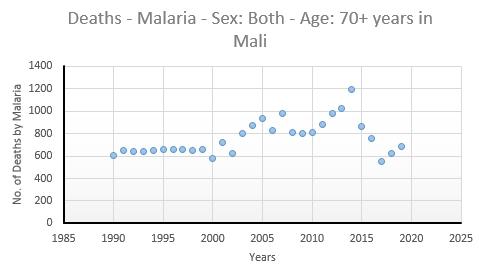 Deaths - Malaria - Sex: Both - Age: 70+ years in
Mali
No. of Deaths by Malaria
1400
1200
1000
800
600
400
200
0
1985 1990 1995 2000 2005 2010 2015 2020 2025
Years